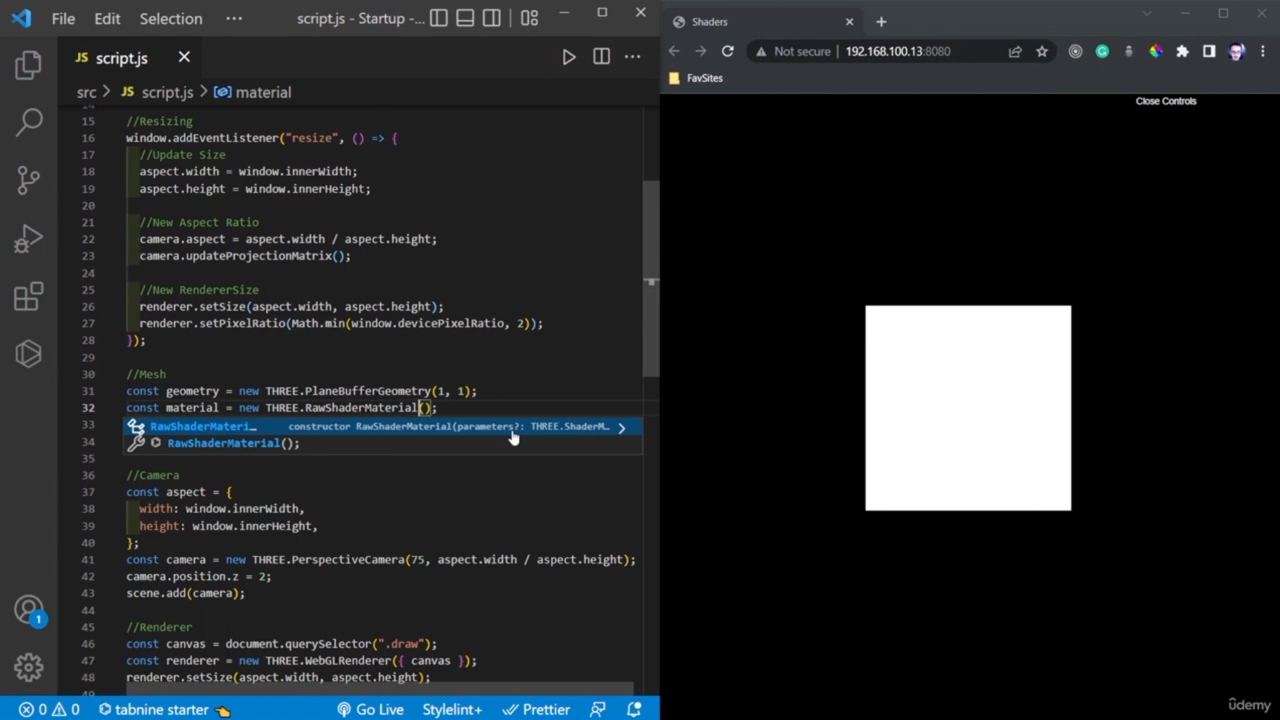 File Edit Selection ··· script.js - Startup -...
JS script.js
src > JS script.js > material
14
15 //Resizing
16 window.addEventListener("resize", () => {
17 //Update Size
18 aspect.width = window.innerWidth;
19 aspect.height = window.innerHeight;
20
21 //New Aspect Ratio
22 camera.aspect = aspect.width / aspect.height;
23 camera.updateProjectionMatrix();
24
25 //New RendererSize
26 renderer.setSize(aspect.width, aspect.height);
27 renderer.setPixelRatio(Math.min(window.devicePixelRatio, 2));
28 });
29
30 //Mesh
31 const geometry = new THREE.PlaneBufferGeometry(1, 1);
32 const material = new THREE.RawShaderMaterial();
33 RawShaderMateri… constructor RawShaderMaterial(parameters?: THREE.ShaderM…
34 RawShaderMaterial();
35
36 //Camera
37 const aspect = {
38 width: window.innerWidth,
39 height: window.innerHeight,
40 };
41 const camera = new THREE.PerspectiveCamera(75, aspect.width / aspect.height);
42 camera.position.z = 2;
43 scene.add(camera);
44
45 //Renderer
46 const canvas = document.querySelector(".draw");
47 const renderer = new THREE.WebGLRenderer({ canvas });
48 renderer.setSize(aspect.width, aspect.height);
49
1
0 0 tabnine starter Go Live Stylelint+ Prettier
Shaders
Not secure 192.168.100.13:8080
FavSites
Close Controls
ûdemy